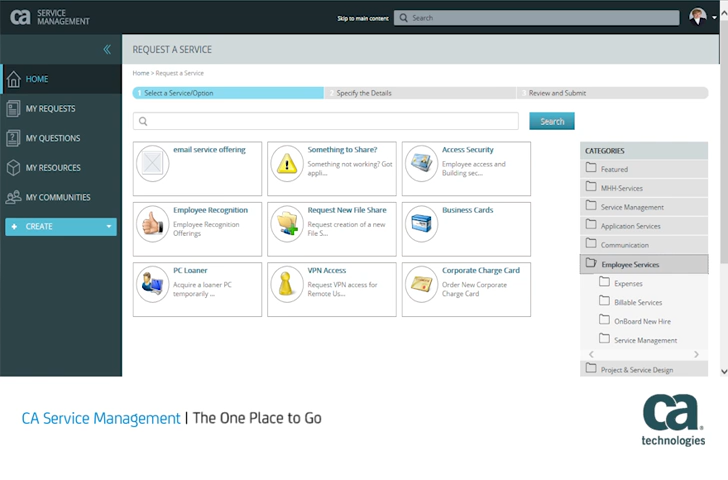 ca SERVICE
MANAGEMENT
Skip to main content
Search
REQUEST A SERVICE
HOME
MY REQUESTS
MY QUESTIONS
MY RESOURCES
MY COMMUNITIES
+ CREATE
Home > Request a Service
1 Select a Service/Option
2 Specify the Details
3 Review and Submit
Search
email service offering
Something to Share?
Something not working? Got
appli...
Access Security
Employee access and
Building sec...
Employee Recognition
Employee Recognition
Offerings
Request New File Share
Request creation of a new
File S...
Business Cards
PC Loaner
Acquire a loaner PC
temporarily ...
VPN Access
Request VPN access for
Remote Us...
Corporate Charge Card
Order New Corporate
Charge Card
CATEGORIES
Featured
MHH-Services
Service Management
Application Services
Communication
Employee Services
Expenses
Billable Services
OnBoard New Hire
Service Management
Project & Service Design
CA Service Management | The One Place to Go
ca
technologies